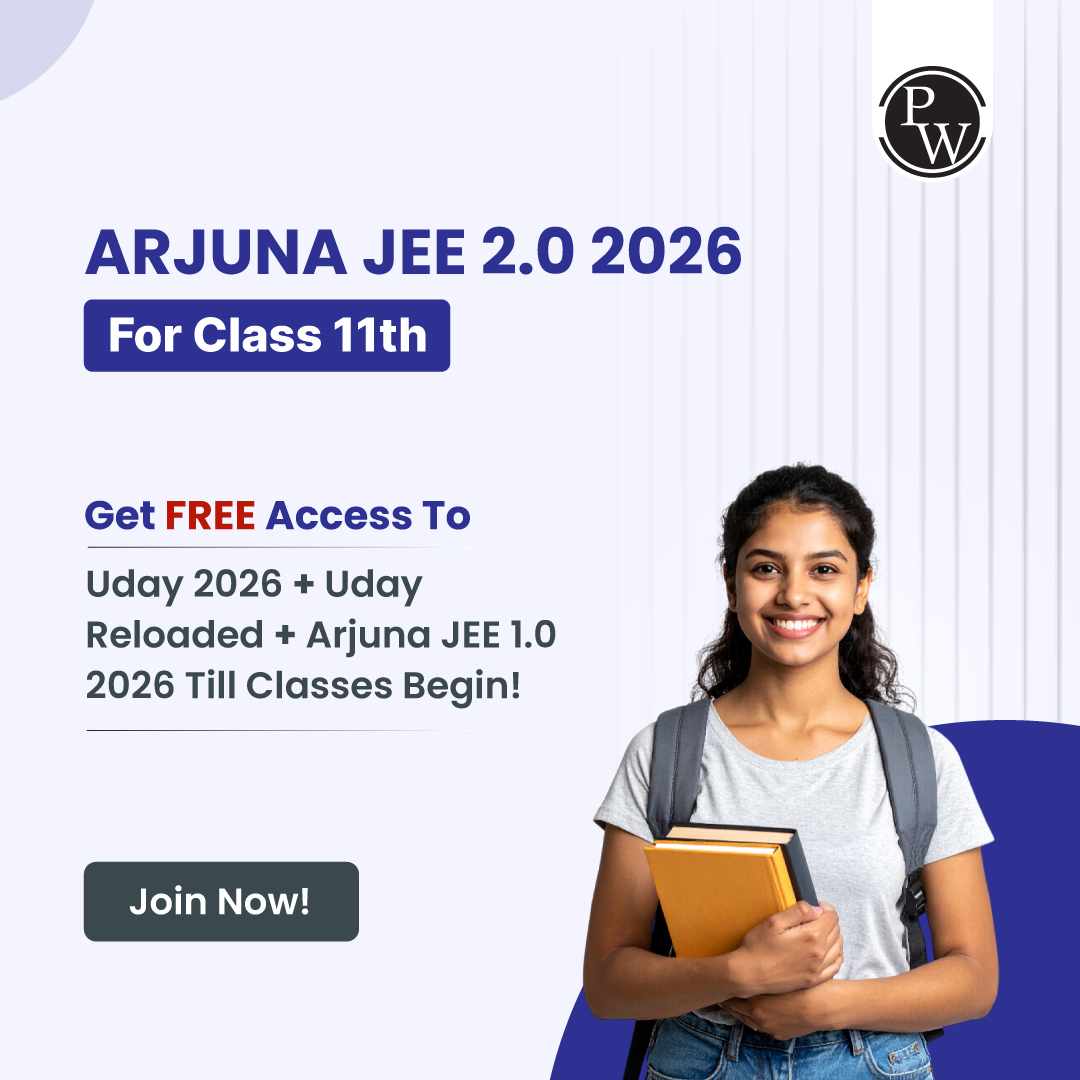 PW
ARJUNA JEE 2.0 2026
For Class 11th
Get FREE Access To
Uday 2026 + Uday
Reloaded + Arjuna JEE 1.0
2026 Till Classes Begin!
Join Now!